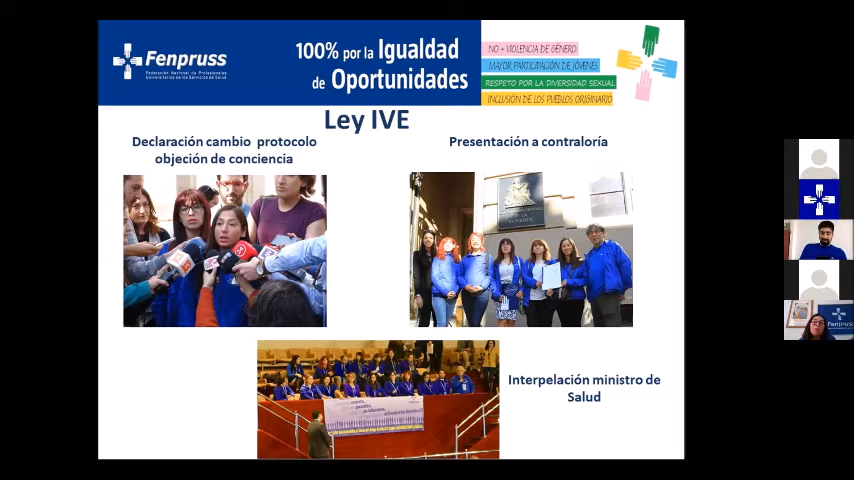 Fenpruss
Federación Nacional de Profesionales
Universitarios de los Servicios de Salud
100% por la Igualdad
de Oportunidades
NO + VIOLENCIA DE GÉNERO
MAYOR PARTICIPACIÓN DE JÓVENES
RESPETO POR LA DIVERSIDAD SEXUAL
INCLUSIÓN DE LOS PUEBLOS ORIGINARIO
Ley IVE
Declaración cambio protocolo
objeción de conciencia
Presentación a contraloría
Interpelación ministro de
Salud
Fenpruss